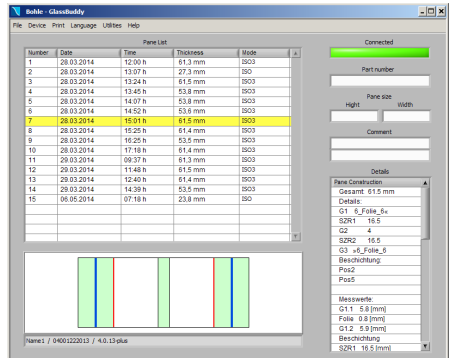 Bohle - GlassBuddy
File Device Print Language Utilities Help
Pane List
Number Date Time Thickness Mode
1 28.03.2014 12:00 h 61,3 mm ISO3
2 28.03.2014 13:07 h 27,3 mm ISO
3 28.03.2014 13:24 h 61,5 mm ISO3
4 28.03.2014 13:45 h 53,8 mm ISO3
5 28.03.2014 14:07 h 53,8 mm ISO3
6 28.03.2014 14:52 h 53,6 mm ISO3
7 28.03.2014 15:01 h 61,5 mm ISO3
8 28.03.2014 15:25 h 61,4 mm ISO3
9 28.03.2014 16:25 h 53,5 mm ISO3
10 28.03.2014 17:18 h 61,4 mm ISO3
11 29.03.2014 09:37 h 61,3 mm ISO3
12 29.03.2014 11:48 h 61,5 mm ISO3
13 29.03.2014 12:40 h 61,4 mm ISO3
14 29.03.2014 14:39 h 53,5 mm ISO3
15 06.05.2014 07:18 h 23,8 mm ISO
Name1 / 04001222013 / 4.0.13-plus
Connected
Part number
Pane size
Hight Width
Comment
Details
Pane Construction
Gesamt 61.5 mm
Details:
G1 6_Folie_6«
SZR1 16.5
G2 4
SZR2 16.5
G3 »6_Folie_6
Beschichtung:
Pos2
Pos5
Messwerte:
G1.1 5.8 [mm]
Folie 0.8 [mm]
G1.2 5.9 [mm]
Beschichtung
SZR1 16.5 [mm]